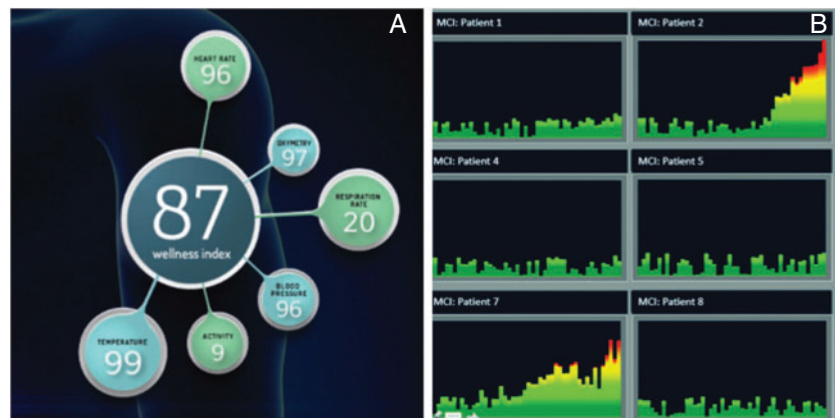 A
HEART RATE
96
OXYMETRY
97
RESPIRATION
RATE
20
87
wellness index
BLOOD
PRESSURE
96
ACTIVITY
9
TEMPERATURE
99
B
MCI: Patient 1
MCI: Patient 2
MCI: Patient 4
MCI: Patient 5
MCI: Patient 7
MCI: Patient 8